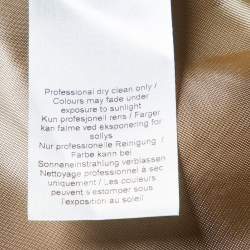 Professional dry clean only /
Colours may fade under
exposure to sunlight
Kun profesjonell rens / Farger
kan falme ved eksponering for
sollys
Nur professionelle Reinigung /
Farbe kann bei
Sonneneinstrahlung verblassen
Nettoyage professionnel à sec
uniquement / Les couleurs
peuvent s'estomper sous
l'exposition au soleil